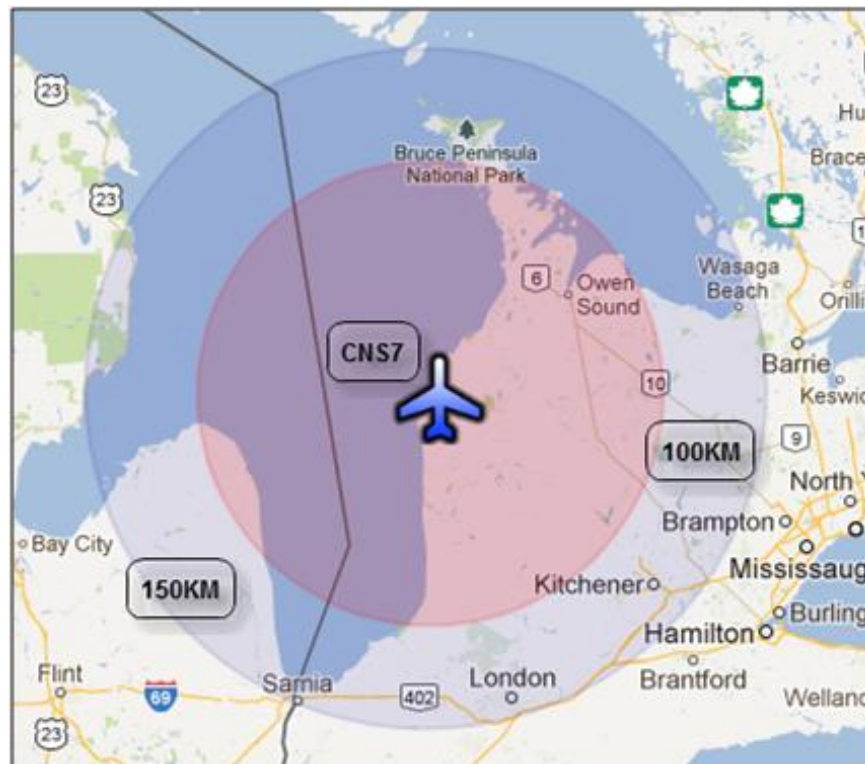 23
Hu
Bruce Peninsula
National Park
Brace
23
6
Owen
Sound
Wasaga
Beach
Orilli
CNS7
Barrie
10
Keswic
9
100KM
North Y
Brampton
Bay City
Mississaug
150KM
Kitchener
Burling
Hamilton
Flint
69
Sarnia
402
London
Brantford
Wellanc
23